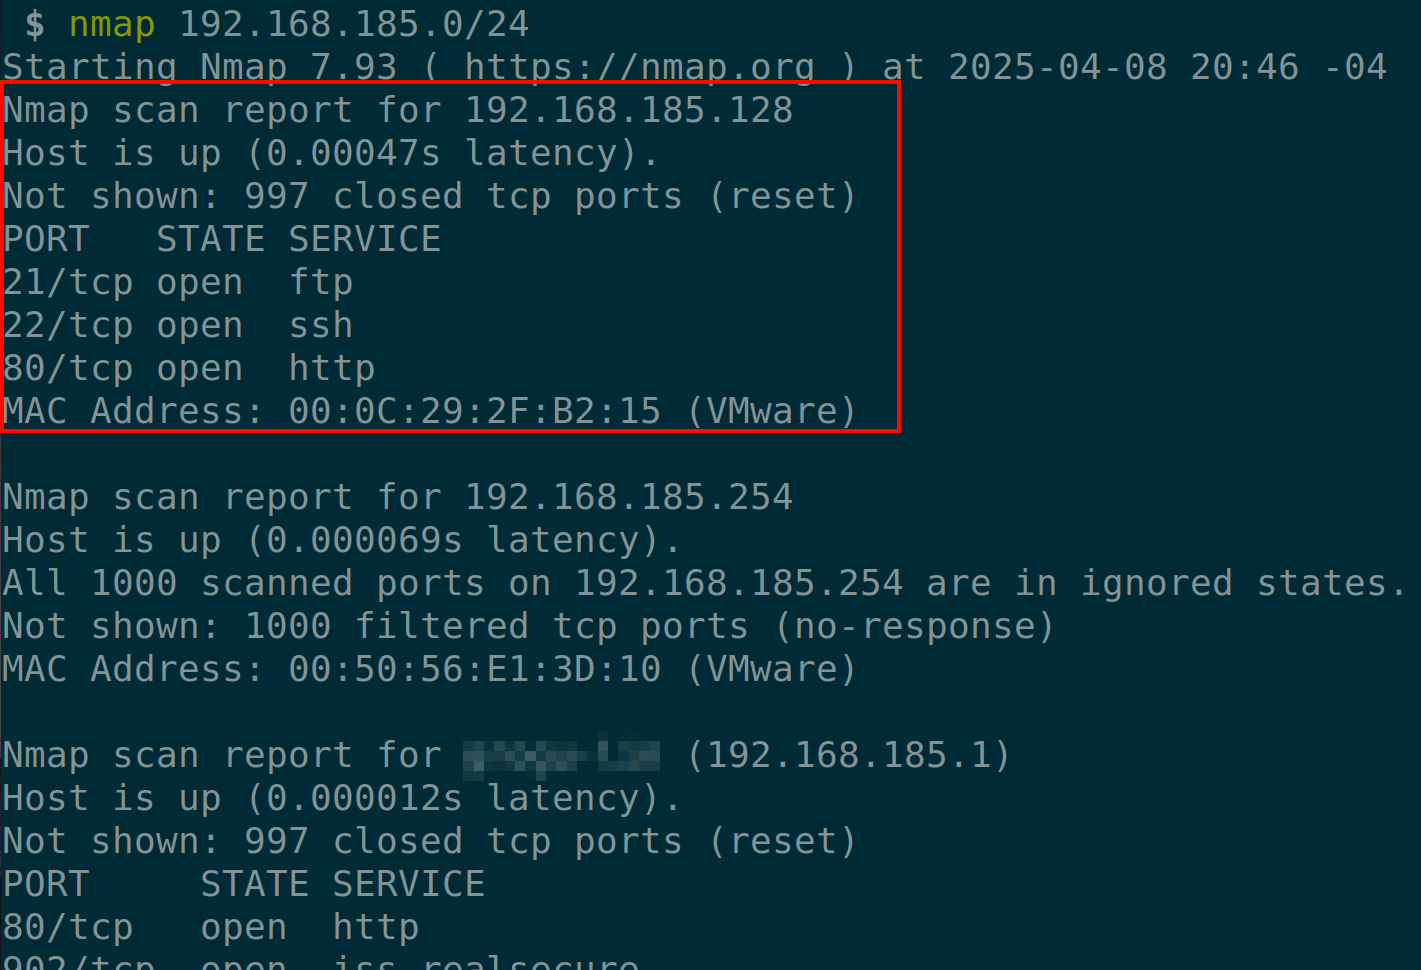 $ nmap 192.168.185.0/24
Starting Nmap 7.93 ( https://nmap.org ) at 2025-04-08 20:46 -04
Nmap scan report for 192.168.185.128
Host is up (0.00047s latency).
Not shown: 997 closed tcp ports (reset)
PORT   STATE SERVICE
21/tcp open  ftp
22/tcp open  ssh
80/tcp open  http
MAC Address: 00:0C:29:2F:B2:15 (VMware)
Nmap scan report for 192.168.185.254
Host is up (0.000069s latency).
All 1000 scanned ports on 192.168.185.254 are in ignored states.
Not shown: 1000 filtered tcp ports (no-response)
MAC Address: 00:50:56:E1:3D:10 (VMware)
Nmap scan report for (192.168.185.1)
Host is up (0.000012s latency).
Not shown: 997 closed tcp ports (reset)
PORT     STATE SERVICE
80/tcp   open  http
902/tcp  open  iss-realsecure